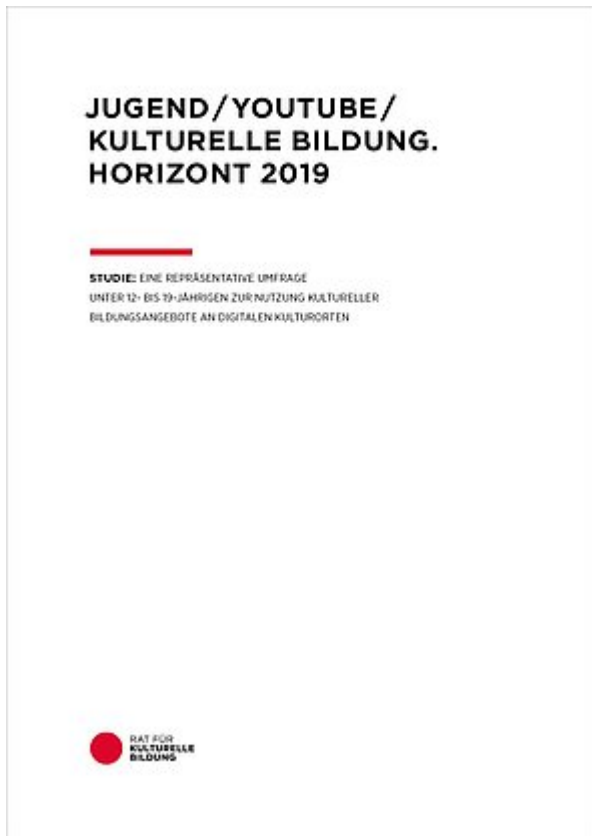 JUGEND/YOUTUBE/
KULTURELLE BILDUNG.
HORIZONT 2019
STUDIE: EINE REPRÄSENTATIVE UMFRAGE
UNTER 12- BIS 19-JÄHRIGEN ZUR NUTZUNG KULTURELLER
BILDUNGSANGEBOTE AN DIGITALEN KULTURORTEN
RAT FÜR
KULTURELLE
BILDUNG